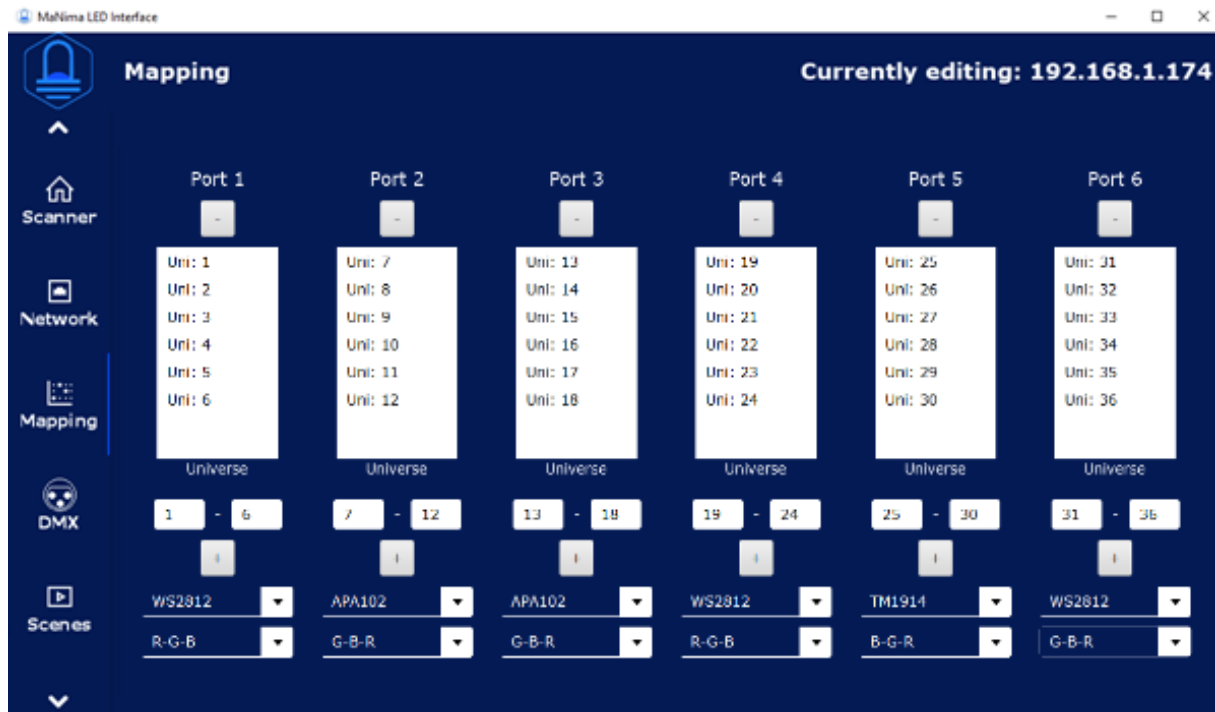 MaNima LED Interface
Mapping
Currently editing: 192.168.1.174
Scanner
Network
Mapping
DMX
Scenes
Port 1
-
Uni: 1
Uni: 2
Uni: 3
Uni: 4
Uni: 5
Uni: 6
Universe
1 - 6
+
WS2812
R-G-B
Port 2
-
Uni: 7
Uni: 8
Uni: 9
Uni: 10
Uni: 11
Uni: 12
Universe
7 - 12
+
APA102
G-B-R
Port 3
-
Uni: 13
Uni: 14
Uni: 15
Uni: 16
Uni: 17
Uni: 18
Universe
13 - 18
+
APA102
G-B-R
Port 4
-
Uni: 19
Uni: 20
Uni: 21
Uni: 22
Uni: 23
Uni: 24
Universe
19 - 24
+
WS2812
R-G-B
Port 5
-
Uni: 25
Uni: 26
Uni: 27
Uni: 28
Uni: 29
Uni: 30
Universe
25 - 30
+
TM1914
B-G-R
Port 6
-
Uni: 31
Uni: 32
Uni: 33
Uni: 34
Uni: 35
Uni: 36
Universe
31 - 36
+
WS2812
G-B-R